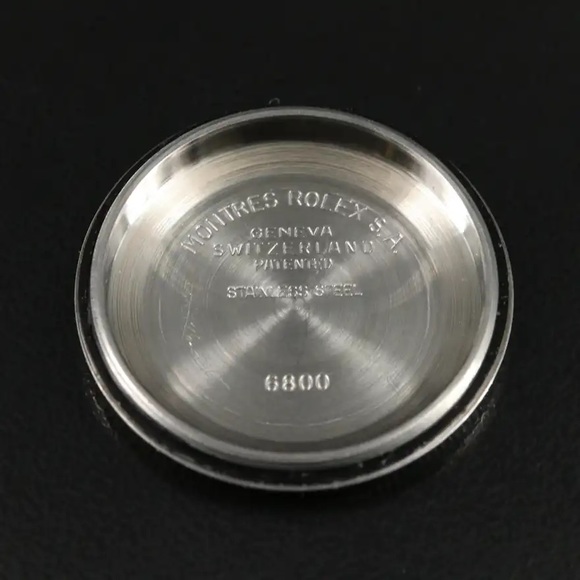 MONTRES ROLEX S.A.
GENEVA
SWITZERLAND
PATENTED
STAINLESS STEEL
6800